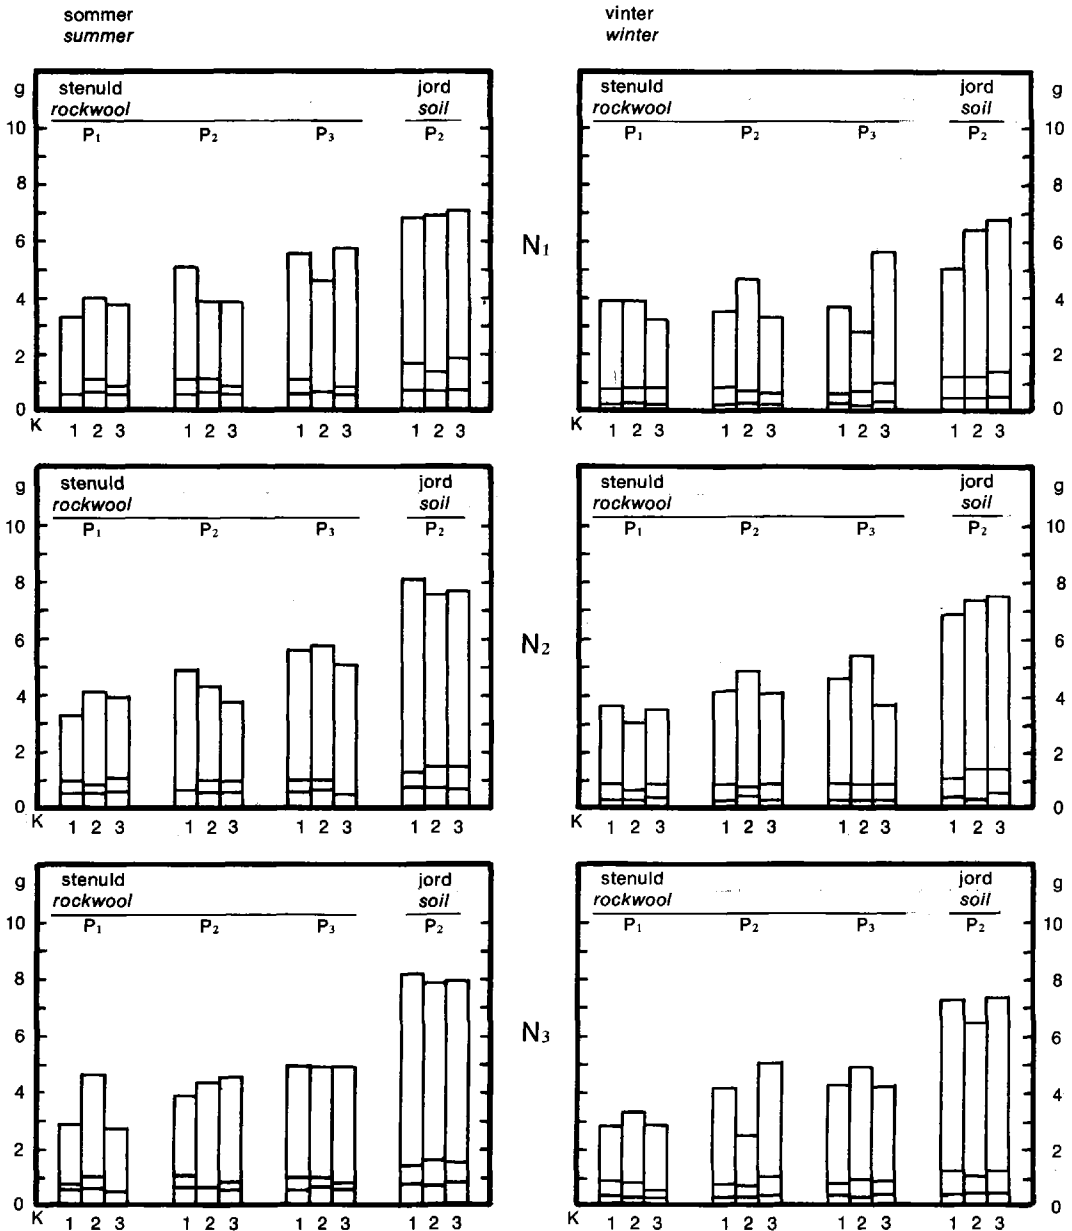 sommer
summer
vinter
winter
g
stenuld
rockwool
jord
soil
P1 P2 P3 P2
10
8
6
4
2
0
K 1 2 3 1 2 3 1 2 3 1 2 3
N1
stenuld
rockwool
jord
soil
g
P1 P2 P3 P2
10
8
6
4
2
0
K 1 2 3 1 2 3 1 2 3 1 2 3
g
stenuld
rockwool
jord
soil
P1 P2 P3 P2
10
8
6
4
2
0
K 1 2 3 1 2 3 1 2 3 1 2 3
N2
stenuld
rockwool
jord
soil
g
P1 P2 P3 P2
10
8
6
4
2
0
K 1 2 3 1 2 3 1 2 3 1 2 3
g
stenuld
rockwool
jord
soil
P1 P2 P3 P2
10
8
6
4
2
0
K 1 2 3 1 2 3 1 2 3 1 2 3
N3
stenuld
rockwool
jord
soil
g
P1 P2 P3 P2
10
8
6
4
2
0
K 1 2 3 1 2 3 1 2 3 1 2 3